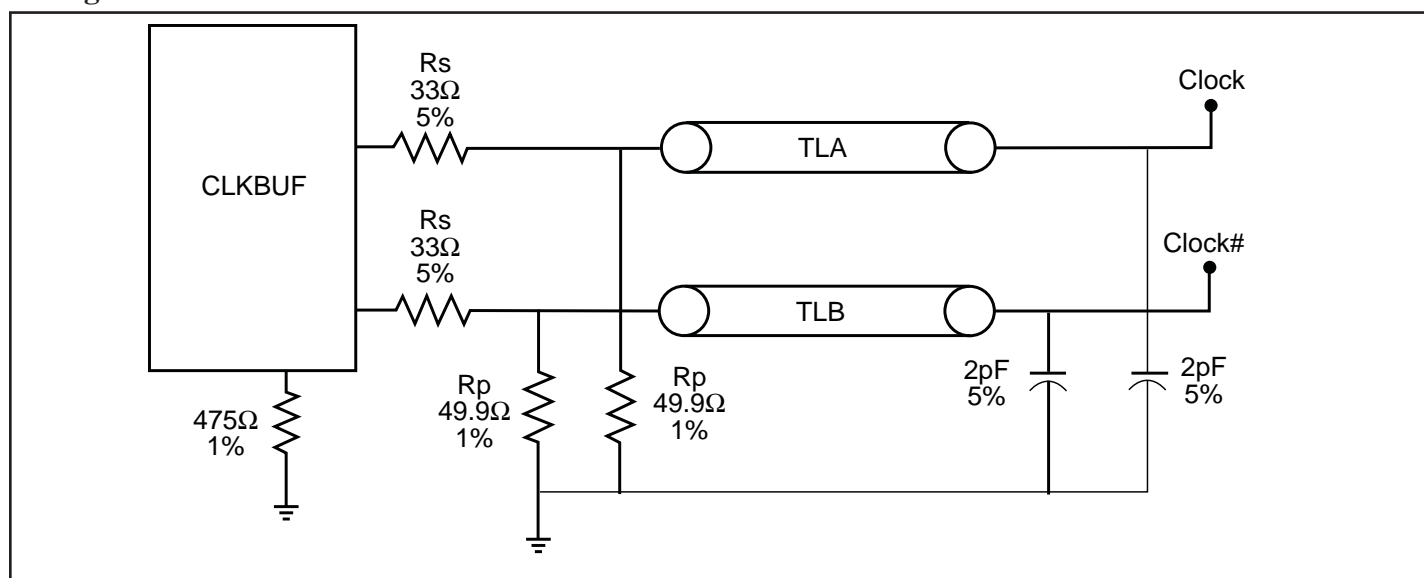 Rs
33Ω
5%
Clock
TLA
CLKBUF
Rs
33Ω
5%
Clock#
TLB
475Ω
1%
Rp
49.9Ω
1%
Rp
49.9Ω
1%
2pF
5%
2pF
5%